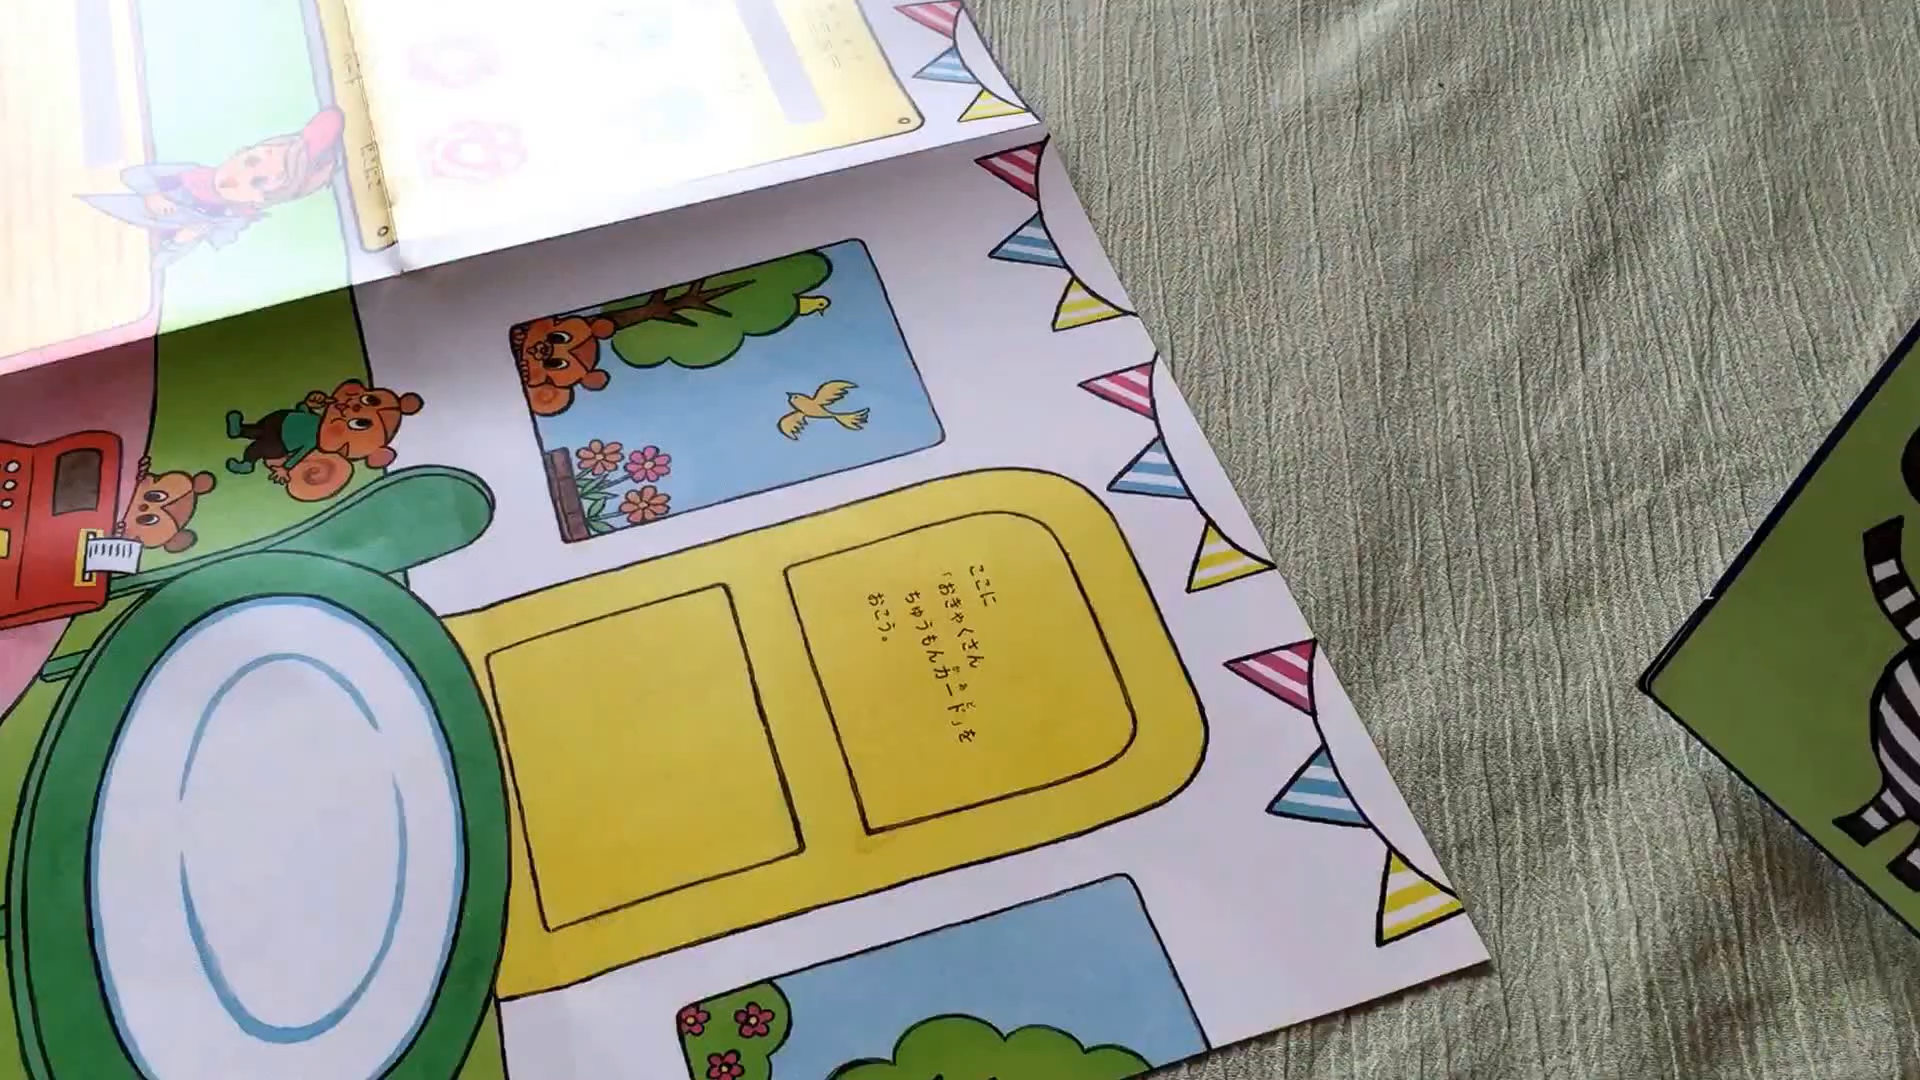 ここに
「おきゃくさん
ちゅうもんカード」を
おこう。